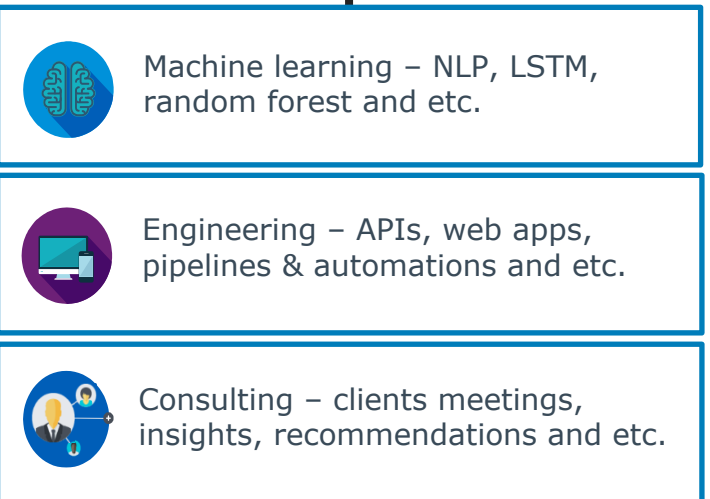 Machine learning – NLP, LSTM,
random forest and etc.
Engineering – APIs, web apps,
pipelines & automations and etc.
Consulting – clients meetings,
insights, recommendations and etc.